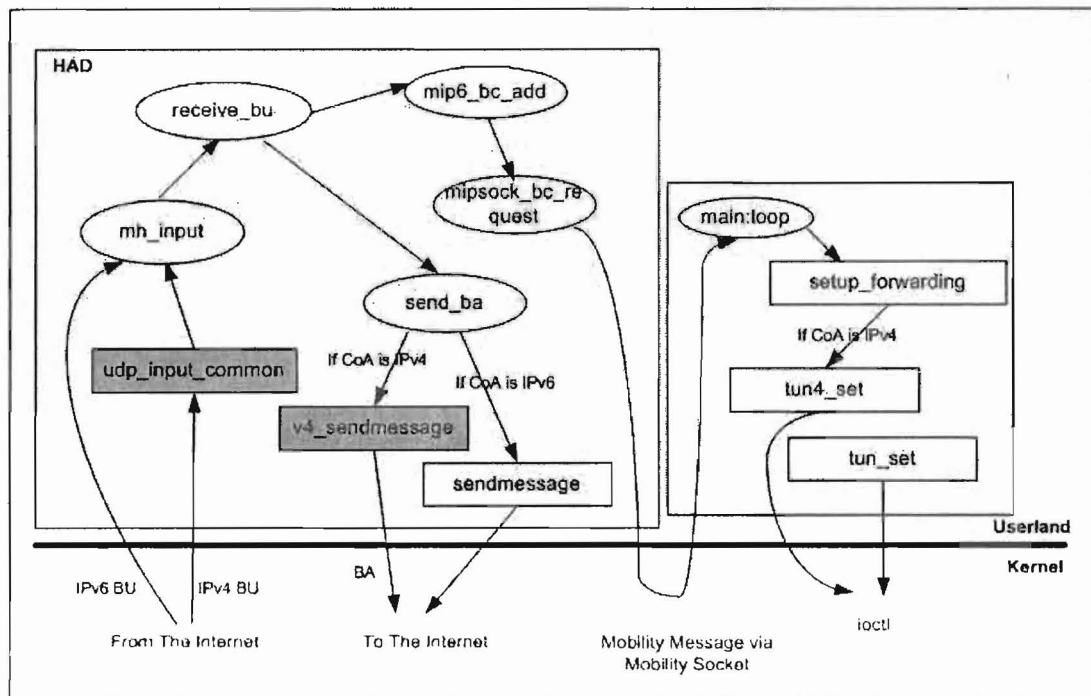 HAD
receive_bu
mip6_bc_add
mh_input
mipsock_bc_re
quest
main:loop
send_ba
setup_forwarding
If CoA is IPv4
If CoA is IPv4
udp_input_common
If CoA is IPv6
tun4_set
v4_sendmessage
tun_set
sendmessage
Userland
Kernel
IPv6 BU
IPv4 BU
BA
From The Internet
To The Internet
Mobility Message via
Mobility Socket
ioctl